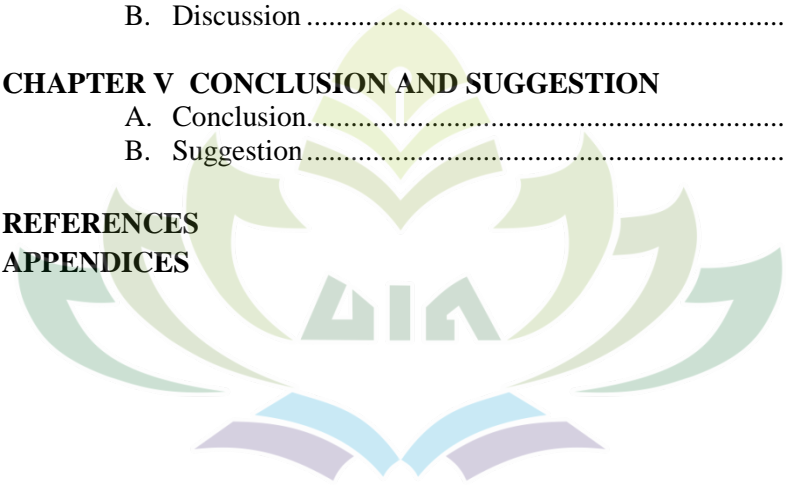 B. Discussion ..................................................................
CHAPTER V CONCLUSION AND SUGGESTION
A. Conclusion.................................................................
B. Suggestion..................................................................
REFERENCES
APPENDICES